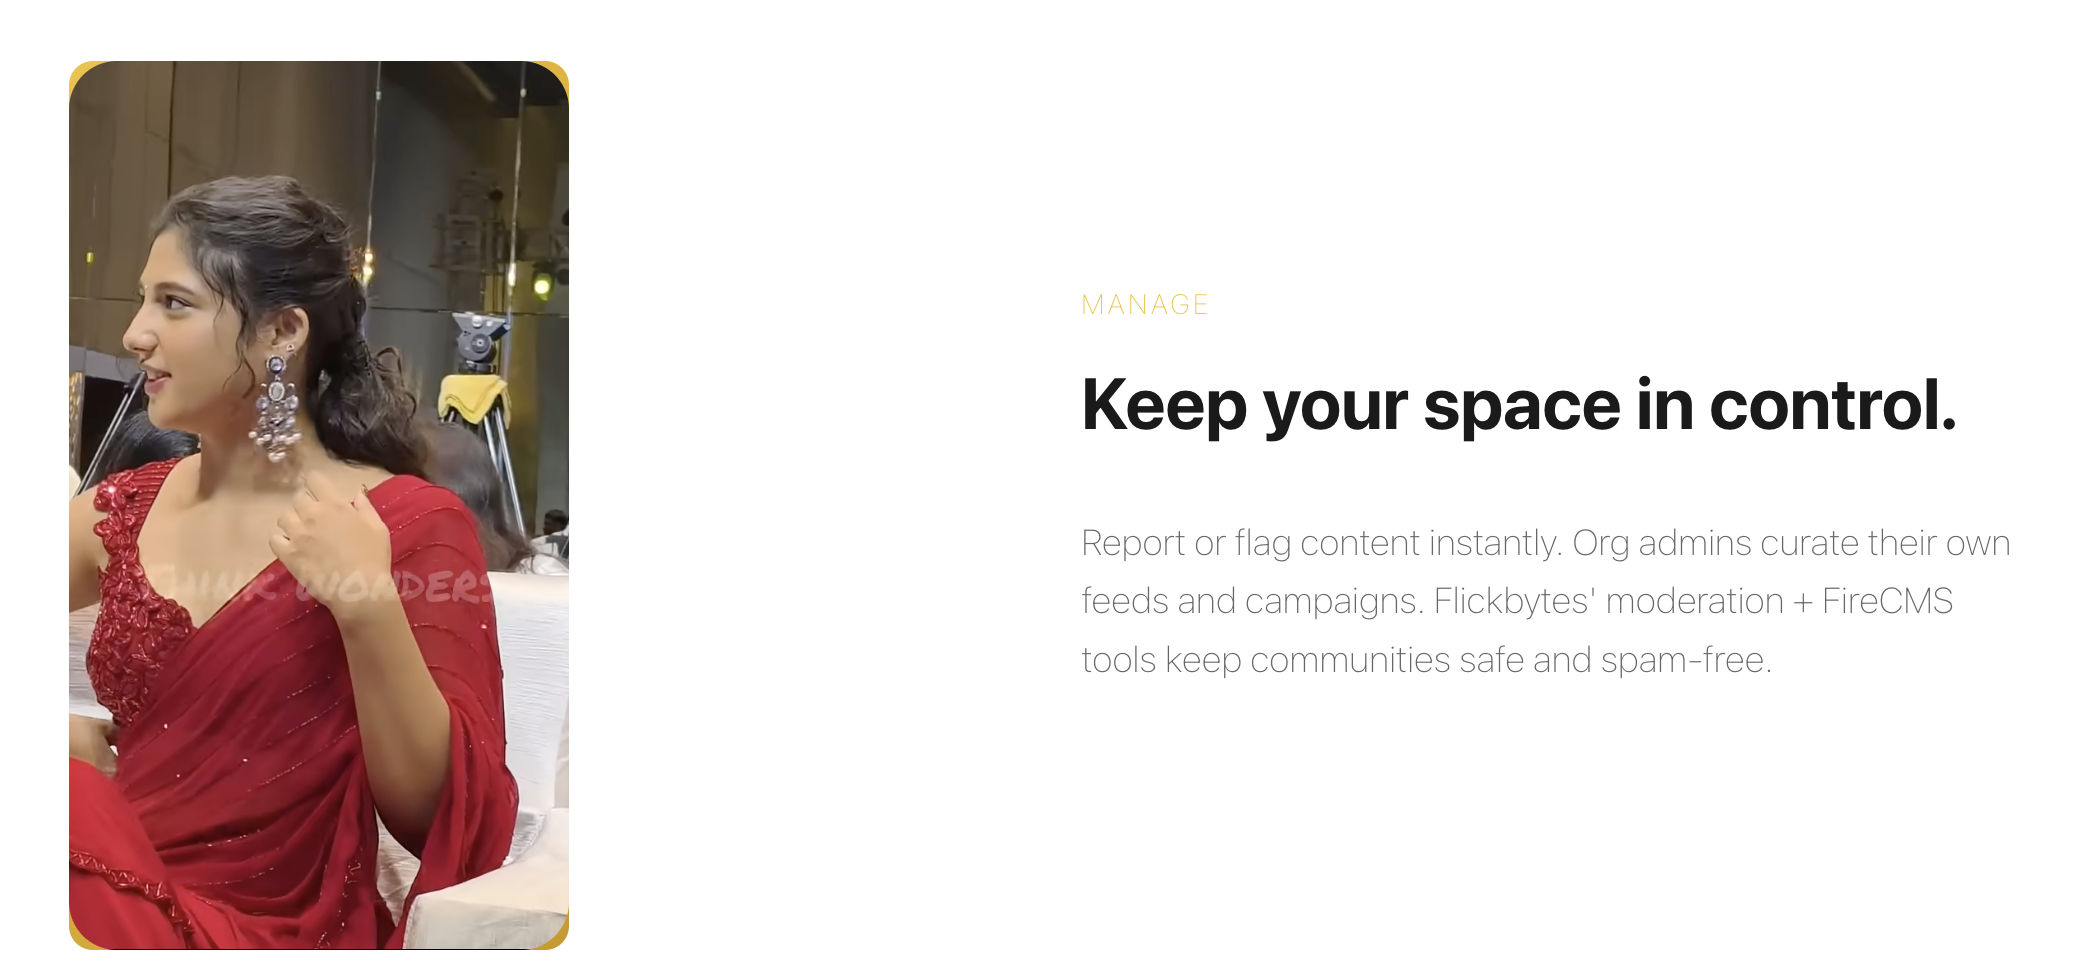 THINK WONDERS
MANAGE
Keep your space in control.
Report or flag content instantly. Org admins curate their own
feeds and campaigns. Flickbytes' moderation + FireCMS
tools keep communities safe and spam-free.